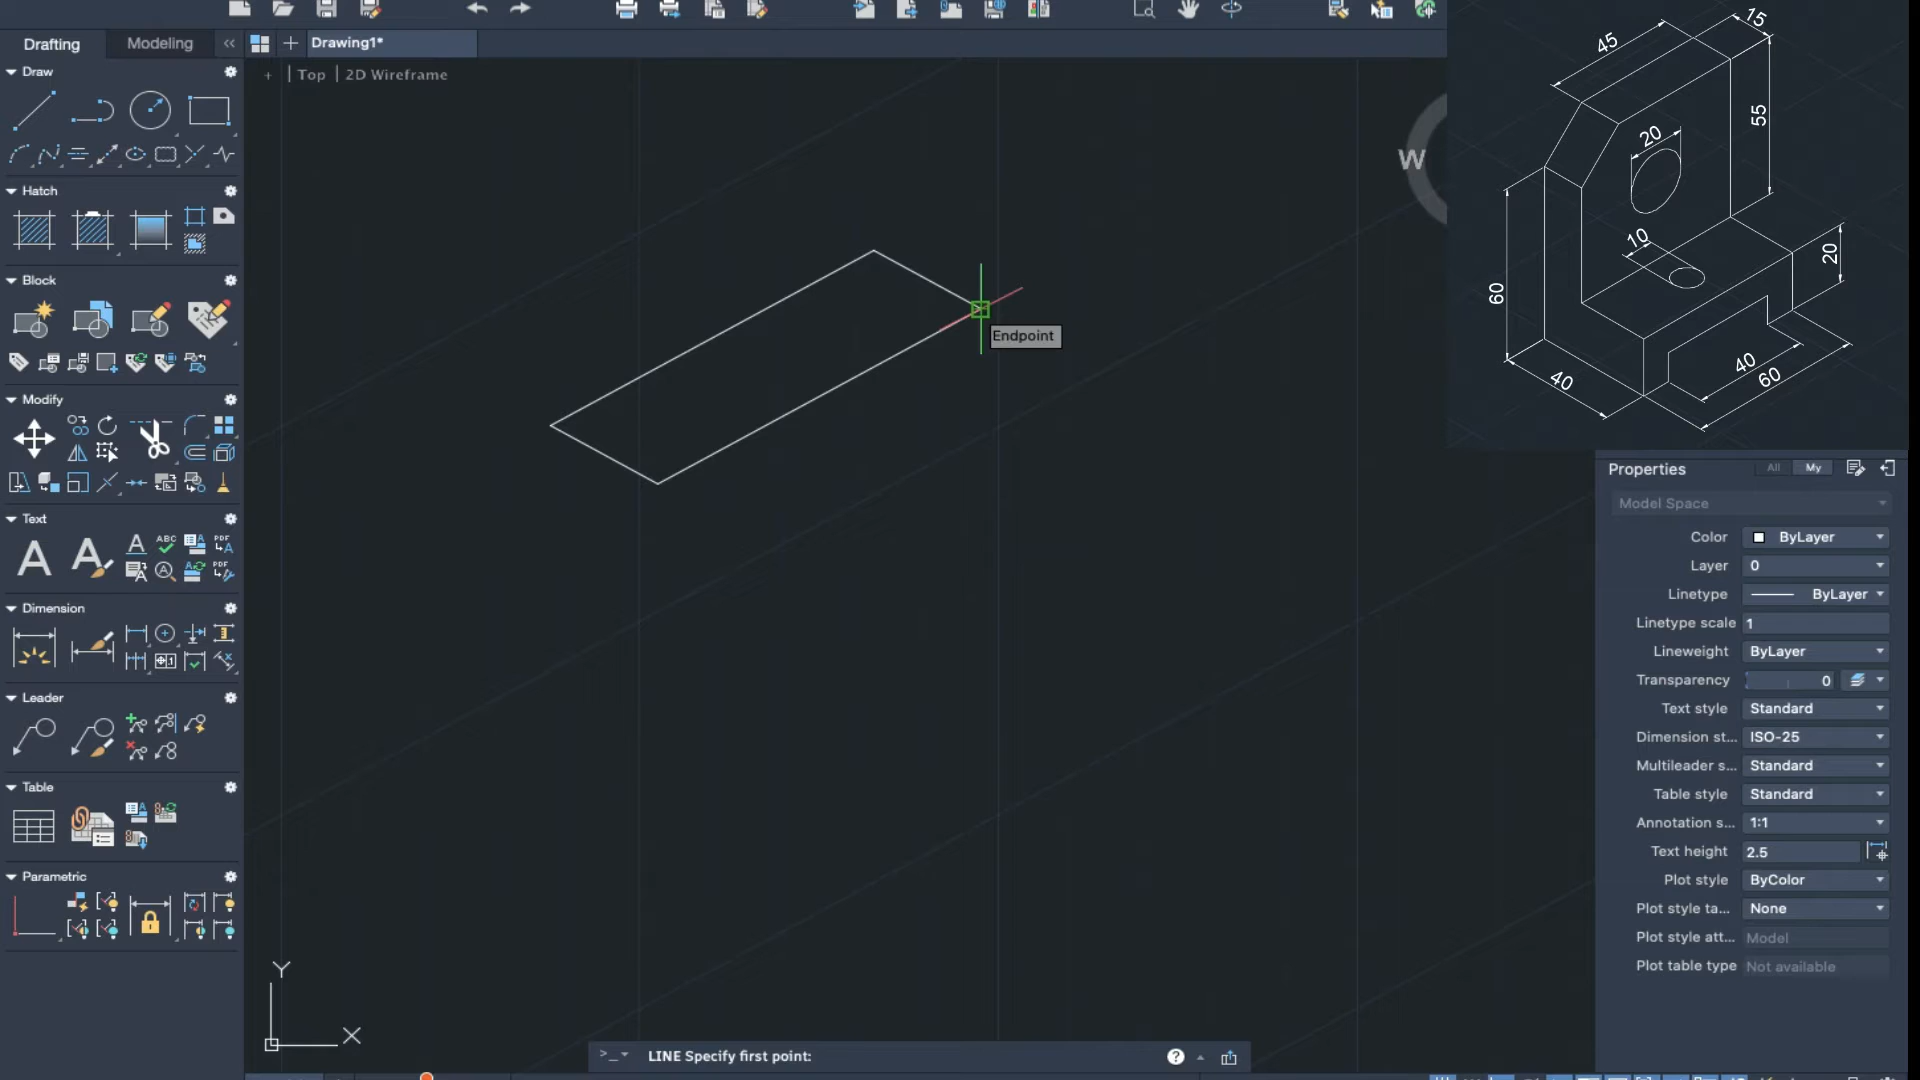 Drafting
Modeling
Drawing1*
Draw
+ | Top | 2D Wireframe
W
Hatch
Block
Modify
Endpoint
Text
A
ABC
PDF
A
PDF
Dimension
Leader
Table
Parametric
Y
X
>_ LINE Specify first point:
?
45
15
55
20
10
20
60
40
40
60
Properties
All
My
Model Space
Color ByLayer
Layer 0
Linetype ByLayer
Linetype scale 1
Lineweight ByLayer
Transparency 0
Text style Standard
Dimension st... ISO-25
Multileader s... Standard
Table style Standard
Annotation s... 1:1
Text height 2.5
Plot style ByColor
Plot style ta... None
Plot style att... Model
Plot table type Not available